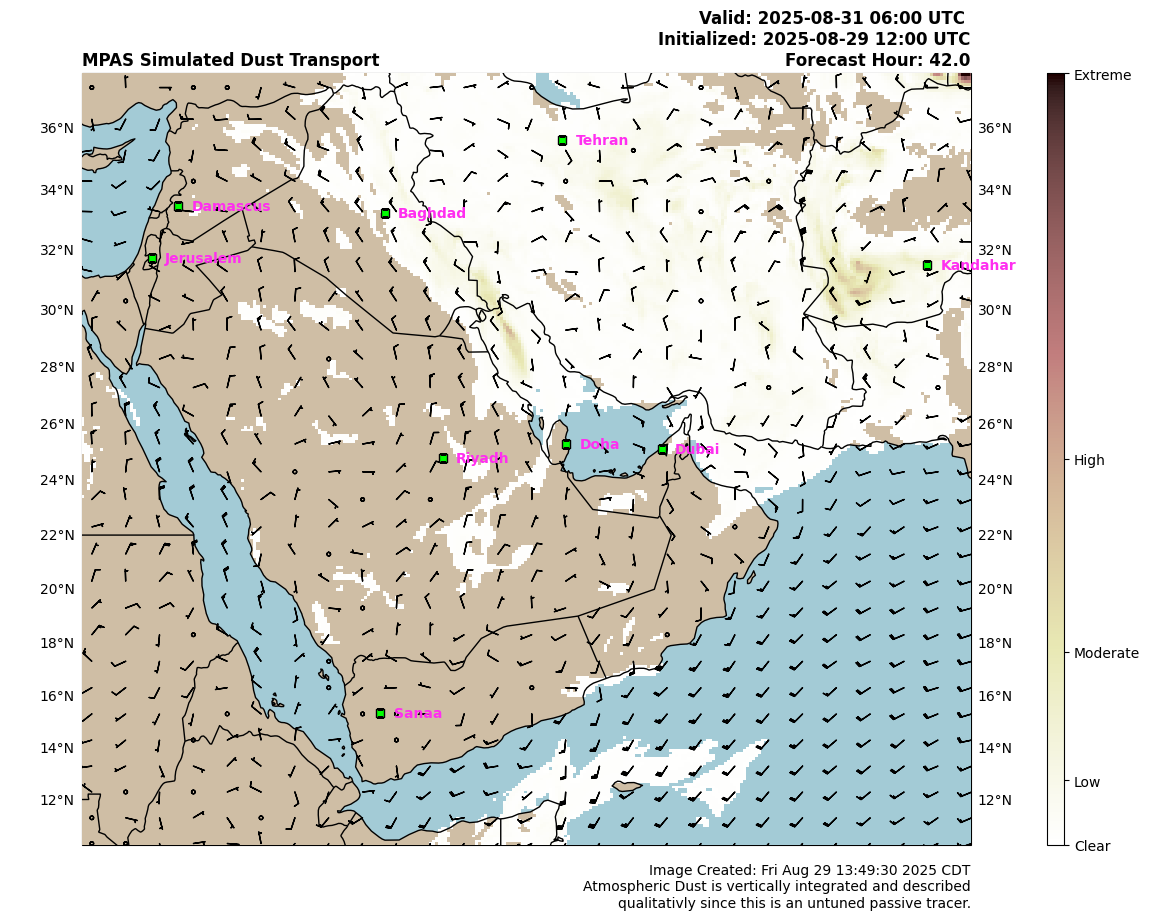 Valid: 2025-08-31 06:00 UTC
Initialized: 2025-08-29 12:00 UTC
MPAS Simulated Dust Transport
Forecast Hour: 42.0
Extreme
36°N
36°N
Tehran
34°N
34°N
Damascus
Baghdad
32°N
32°N
Jerusalem
Kandahar
30°N
30°N
28°N
28°N
26°N
26°N
Doha
Dubai
Riyadh
High
24°N
24°N
22°N
22°N
20°N
20°N
18°N
18°N
Moderate
16°N
16°N
Sanaa
14°N
14°N
Low
12°N
12°N
Clear
Image Created: Fri Aug 29 13:49:30 2025 CDT
Atmospheric Dust is vertically integrated and described
qualitativly since this is an untuned passive tracer.